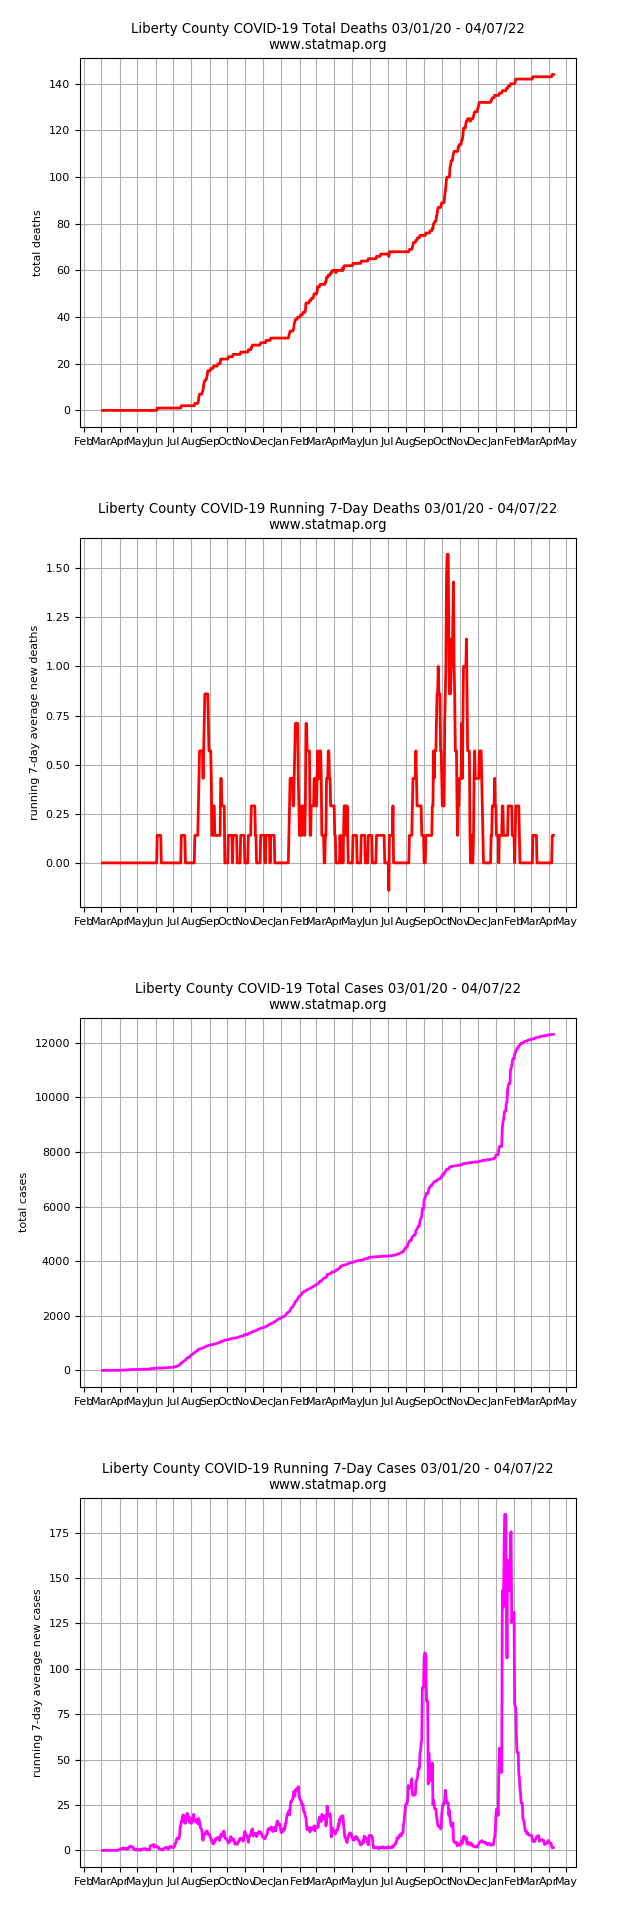 Liberty County COVID-19 Total Deaths 03/01/20 - 04/07/22
www.statmap.org
140
120
100
80
60
40
20
0
total deaths
Feb Mar Apr May Jun Jul Aug Sep Oct Nov Dec Jan Feb Mar Apr May Jun Jul Aug Sep Oct Nov Dec Jan Feb Mar Apr May
Liberty County COVID-19 Running 7-Day Deaths 03/01/20 - 04/07/22
www.statmap.org
1.50
1.25
1.00
0.75
0.50
0.25
0.00
running 7-day average new deaths
Feb Mar Apr May Jun Jul Aug Sep Oct Nov Dec Jan Feb Mar Apr May Jun Jul Aug Sep Oct Nov Dec Jan Feb Mar Apr May
Liberty County COVID-19 Total Cases 03/01/20 - 04/07/22
www.statmap.org
12000
10000
8000
6000
4000
2000
0
total cases
Feb Mar Apr May Jun Jul Aug Sep Oct Nov Dec Jan Feb Mar Apr May Jun Jul Aug Sep Oct Nov Dec Jan Feb Mar Apr May
Liberty County COVID-19 Running 7-Day Cases 03/01/20 - 04/07/22
www.statmap.org
175
150
125
100
75
50
25
0
running 7-day average new cases
Feb Mar Apr May Jun Jul Aug Sep Oct Nov Dec Jan Feb Mar Apr May Jun Jul Aug Sep Oct Nov Dec Jan Feb Mar Apr May